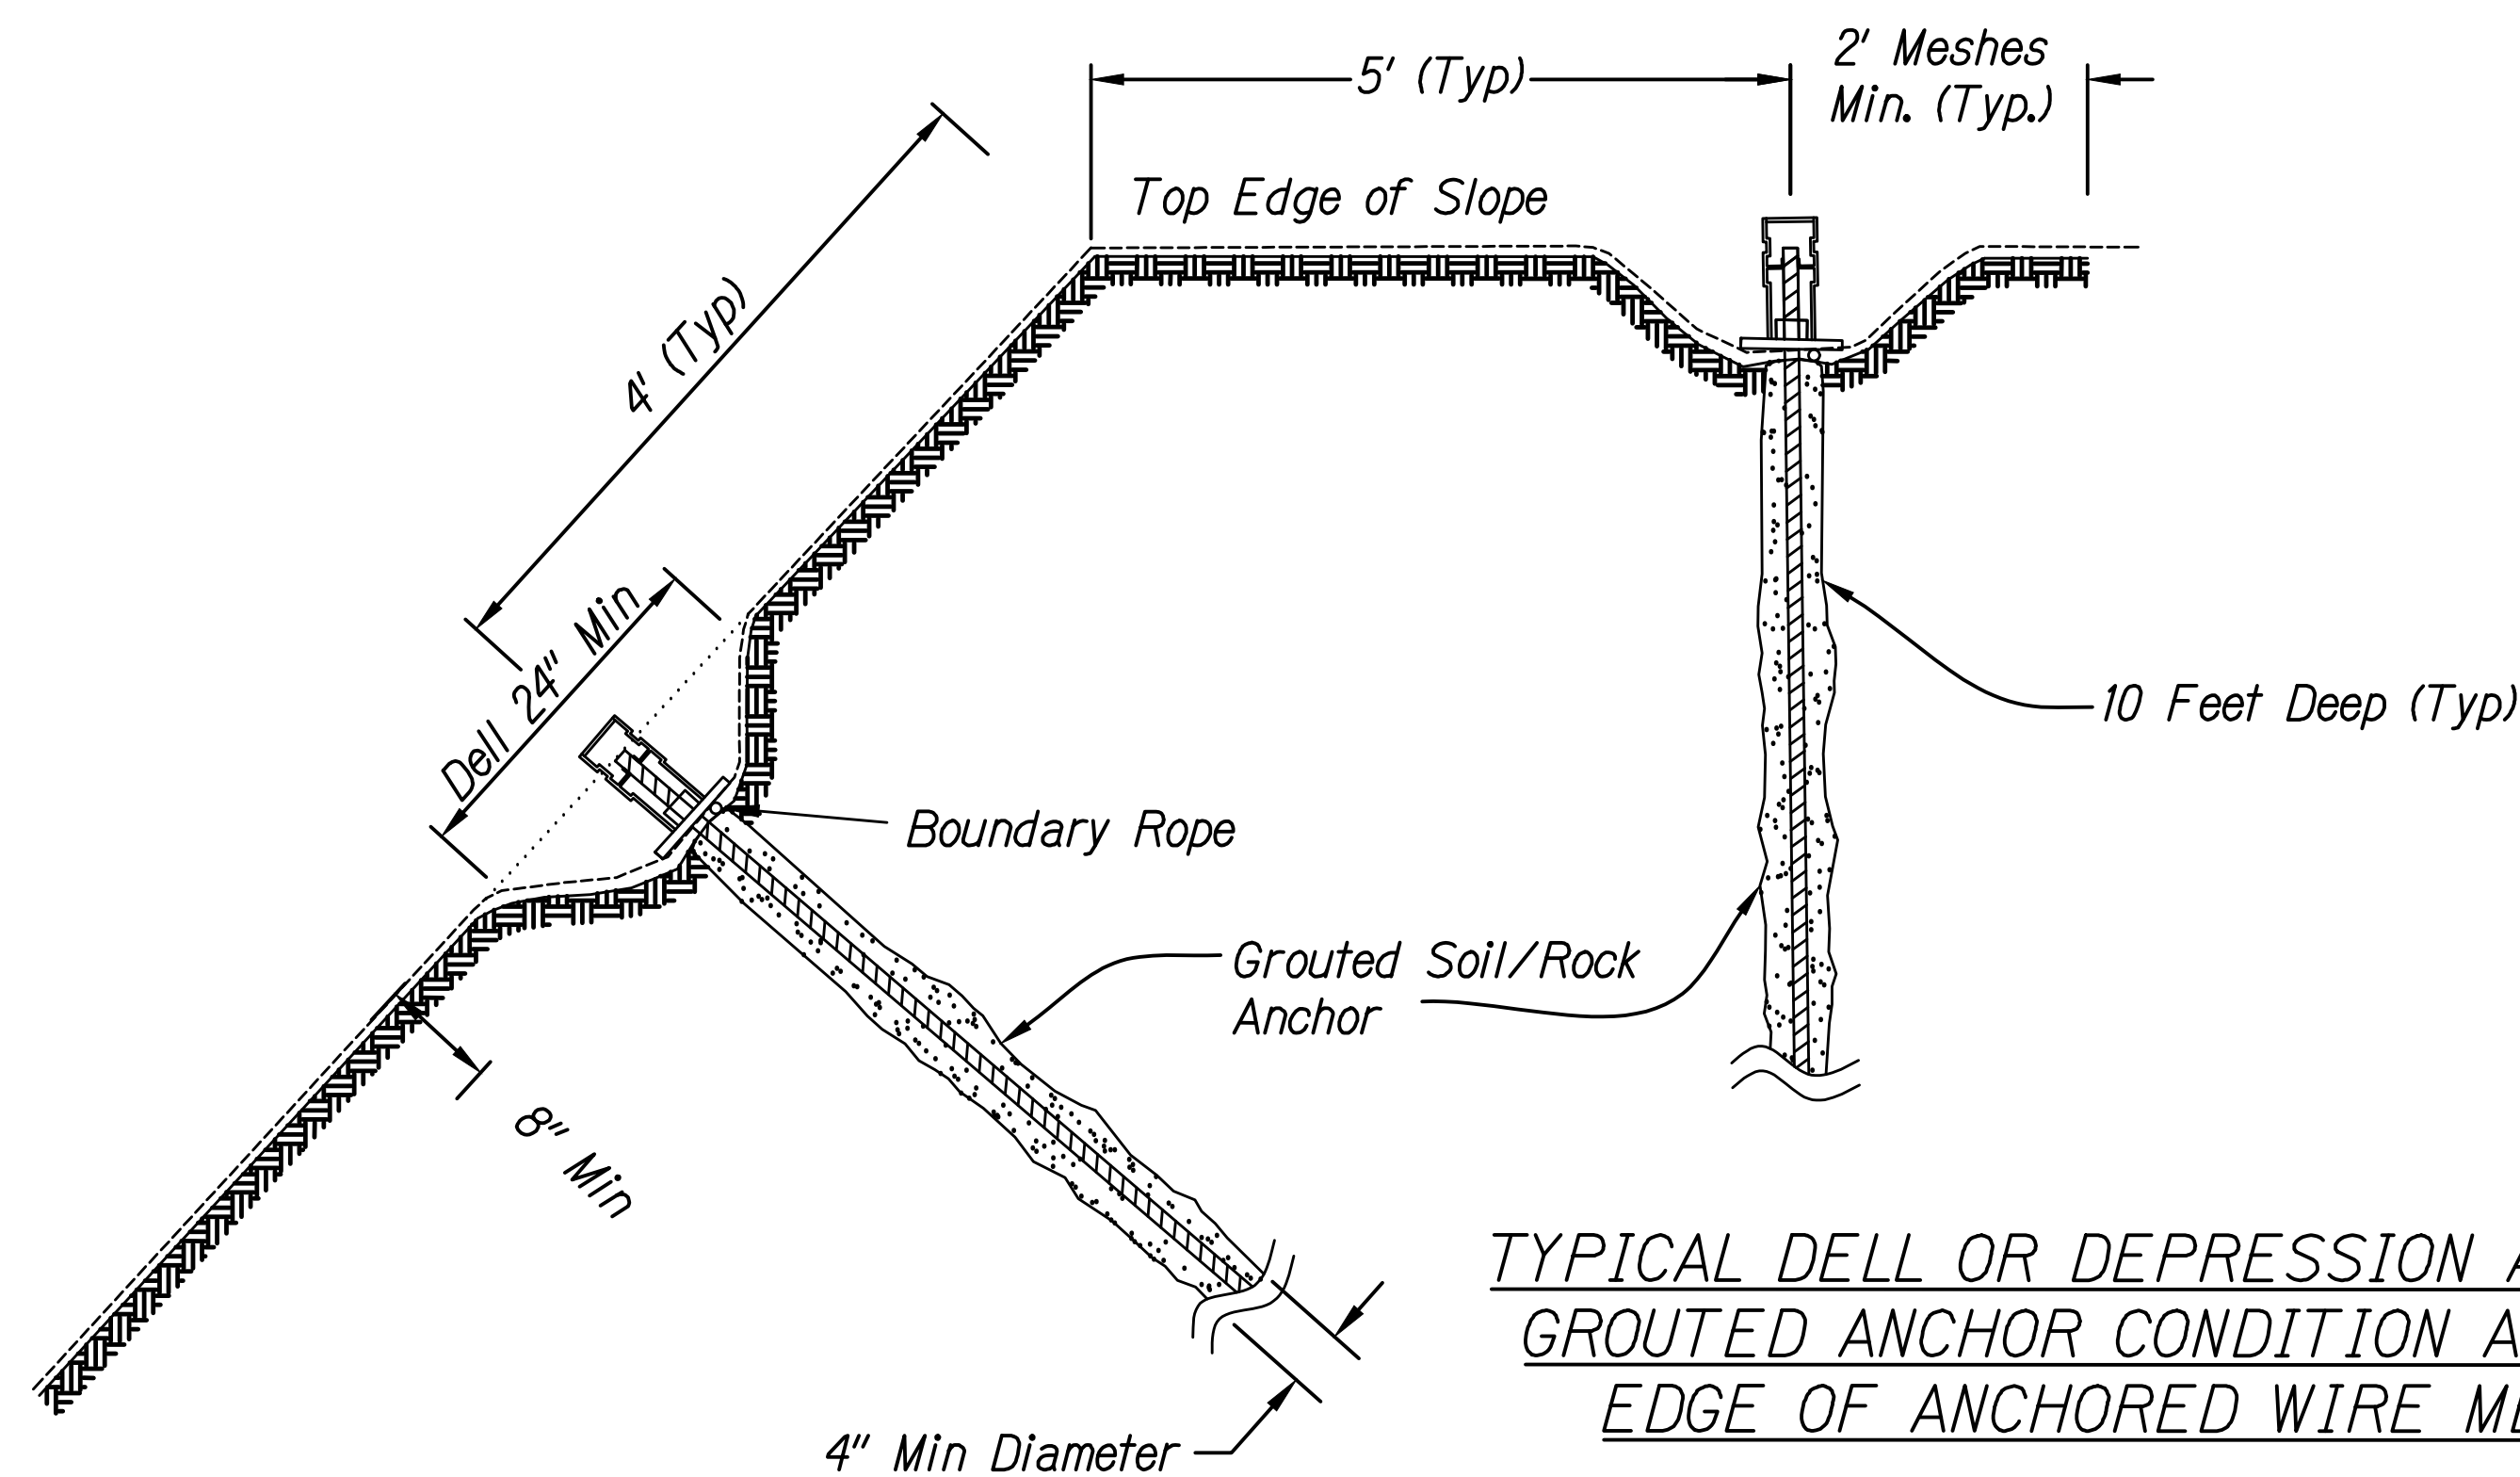 2' Meshes
5' (Typ)
Min. (Typ.)
Top Edge of Slope
4' (Typ)
Dell 24" Min
10 Feet Deep (Typ)
Boundary Rope
Grouted Soil/Rock
Anchor
8" Min
TYPICAL DELL OR DEPRESSION
GROUTED ANCHOR CONDITION
EDGE OF ANCHORED WIRE
4" Min Diameter